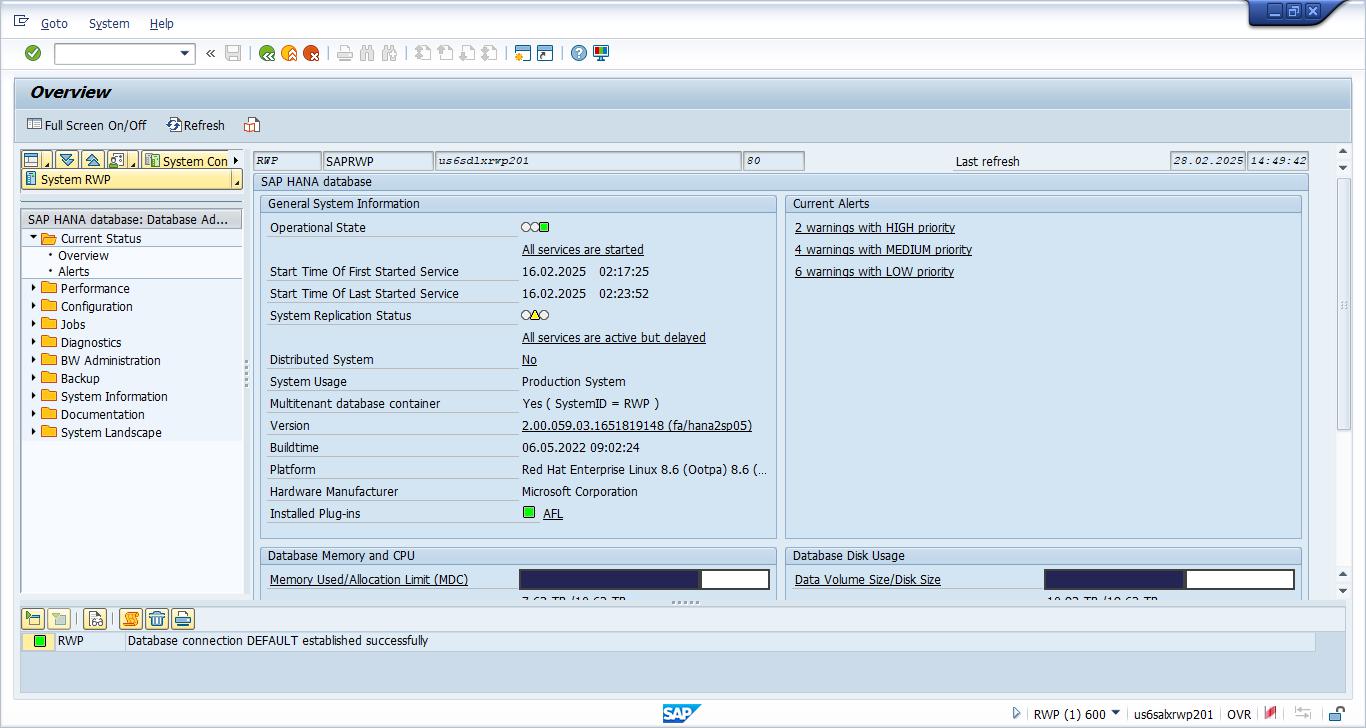 Goto System Help
Overview
Full Screen On/Off Refresh
System Con
System RWP
SAP HANA database: Database Ad...
Current Status
Overview
Alerts
Performance
Configuration
Jobs
Diagnostics
BW Administration
Backup
System Information
Documentation
System Landscape
RWP SAPRWP us6sdlxrwp201 80 Last refresh 28.02.2025 14:49:42
SAP HANA database
General System Information
Operational State
All services are started
Start Time Of First Started Service 16.02.2025 02:17:25
Start Time Of Last Started Service 16.02.2025 02:23:52
System Replication Status
All services are active but delayed
Distributed System No
System Usage Production System
Multitenant database container Yes ( SystemID = RWP )
Version 2.00.059.03.1651819148 (fa/hana2sp05)
Buildtime 06.05.2022 09:02:24
Platform Red Hat Enterprise Linux 8.6 (Ootpa) 8.6 (...
Hardware Manufacturer Microsoft Corporation
Installed Plug-ins AFL
Current Alerts
2 warnings with HIGH priority
4 warnings with MEDIUM priority
6 warnings with LOW priority
Database Memory and CPU
Memory Used/Allocation Limit (MDC)
Database Disk Usage
Data Volume Size/Disk Size
RWP Database connection DEFAULT established successfully
SAP RWP (1) 600 us6salxrwp201 OVR